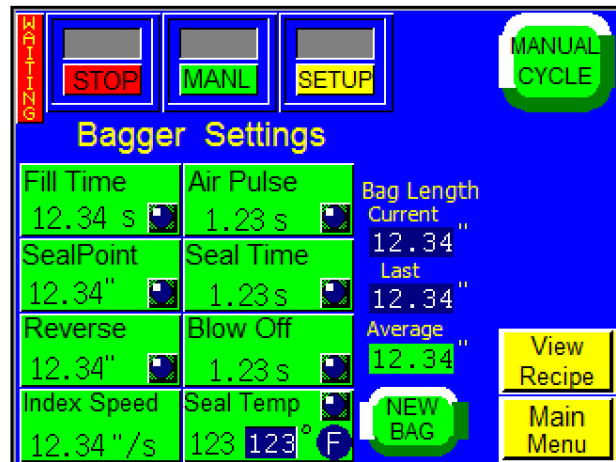 WAITING
STOP
MANL
SETUP
MANUAL
CYCLE
Bagger Settings
Fill Time
12.34 s
Air Pulse
1.23 s
Bag Length
Current
12.34"
SealPoint
12.34"
Seal Time
1.23 s
Last
12.34"
Reverse
12.34"
Blow Off
1.23 s
Average
12.34"
View
Recipe
Index Speed
12.34 "/s
Seal Temp
123 123° F
NEW
BAG
Main
Menu